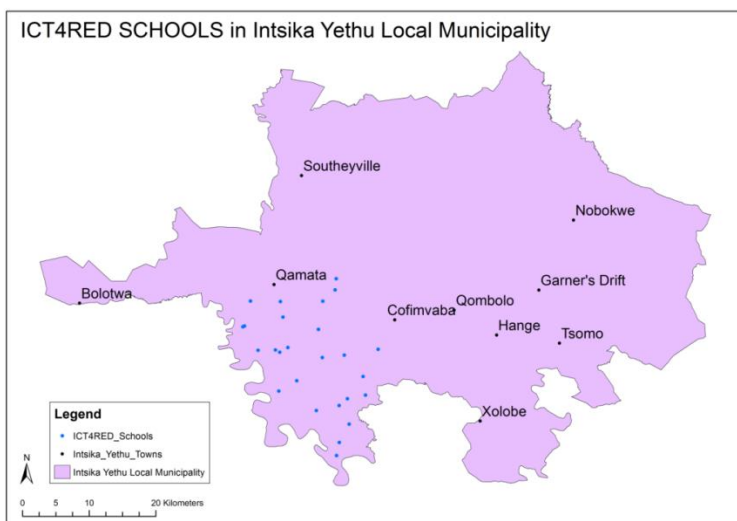 ICT4RED SCHOOLS in Intsika Yethu Local Municipality
Southeyville
Nobokwe
Qamata
Garner's Drift
Bolotwa
Qombolo
Cofimvaba
Hange
Tsomo
Xolobe
Legend
ICT4RED_Schools
Intsika_Yethu_Towns
Intsika Yethu Local Municipality
N
0 5 10 20 Kilometers